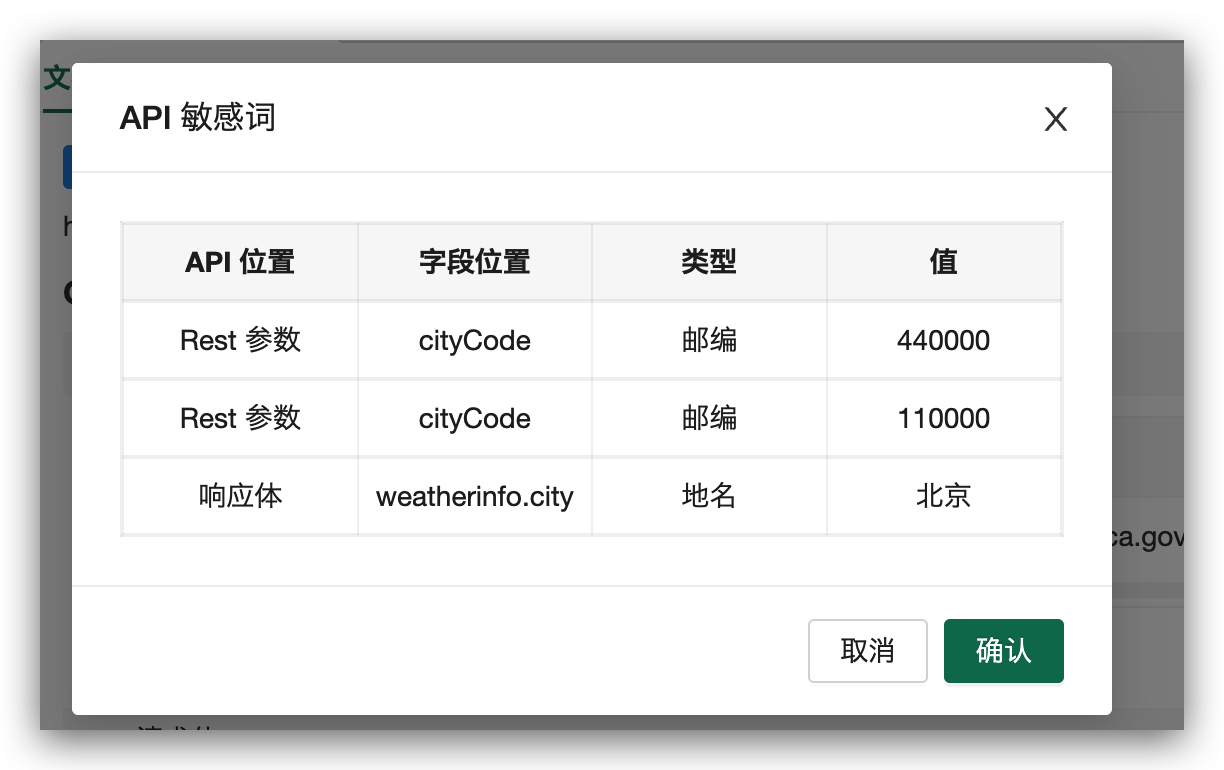 文
API 敏感词
API 位置 字段位置 类型 值
Rest 参数 cityCode 邮编 440000
Rest 参数 cityCode 邮编 110000
响应体 weatherinfo.city 地名 北京
ca.gov
取消 确认